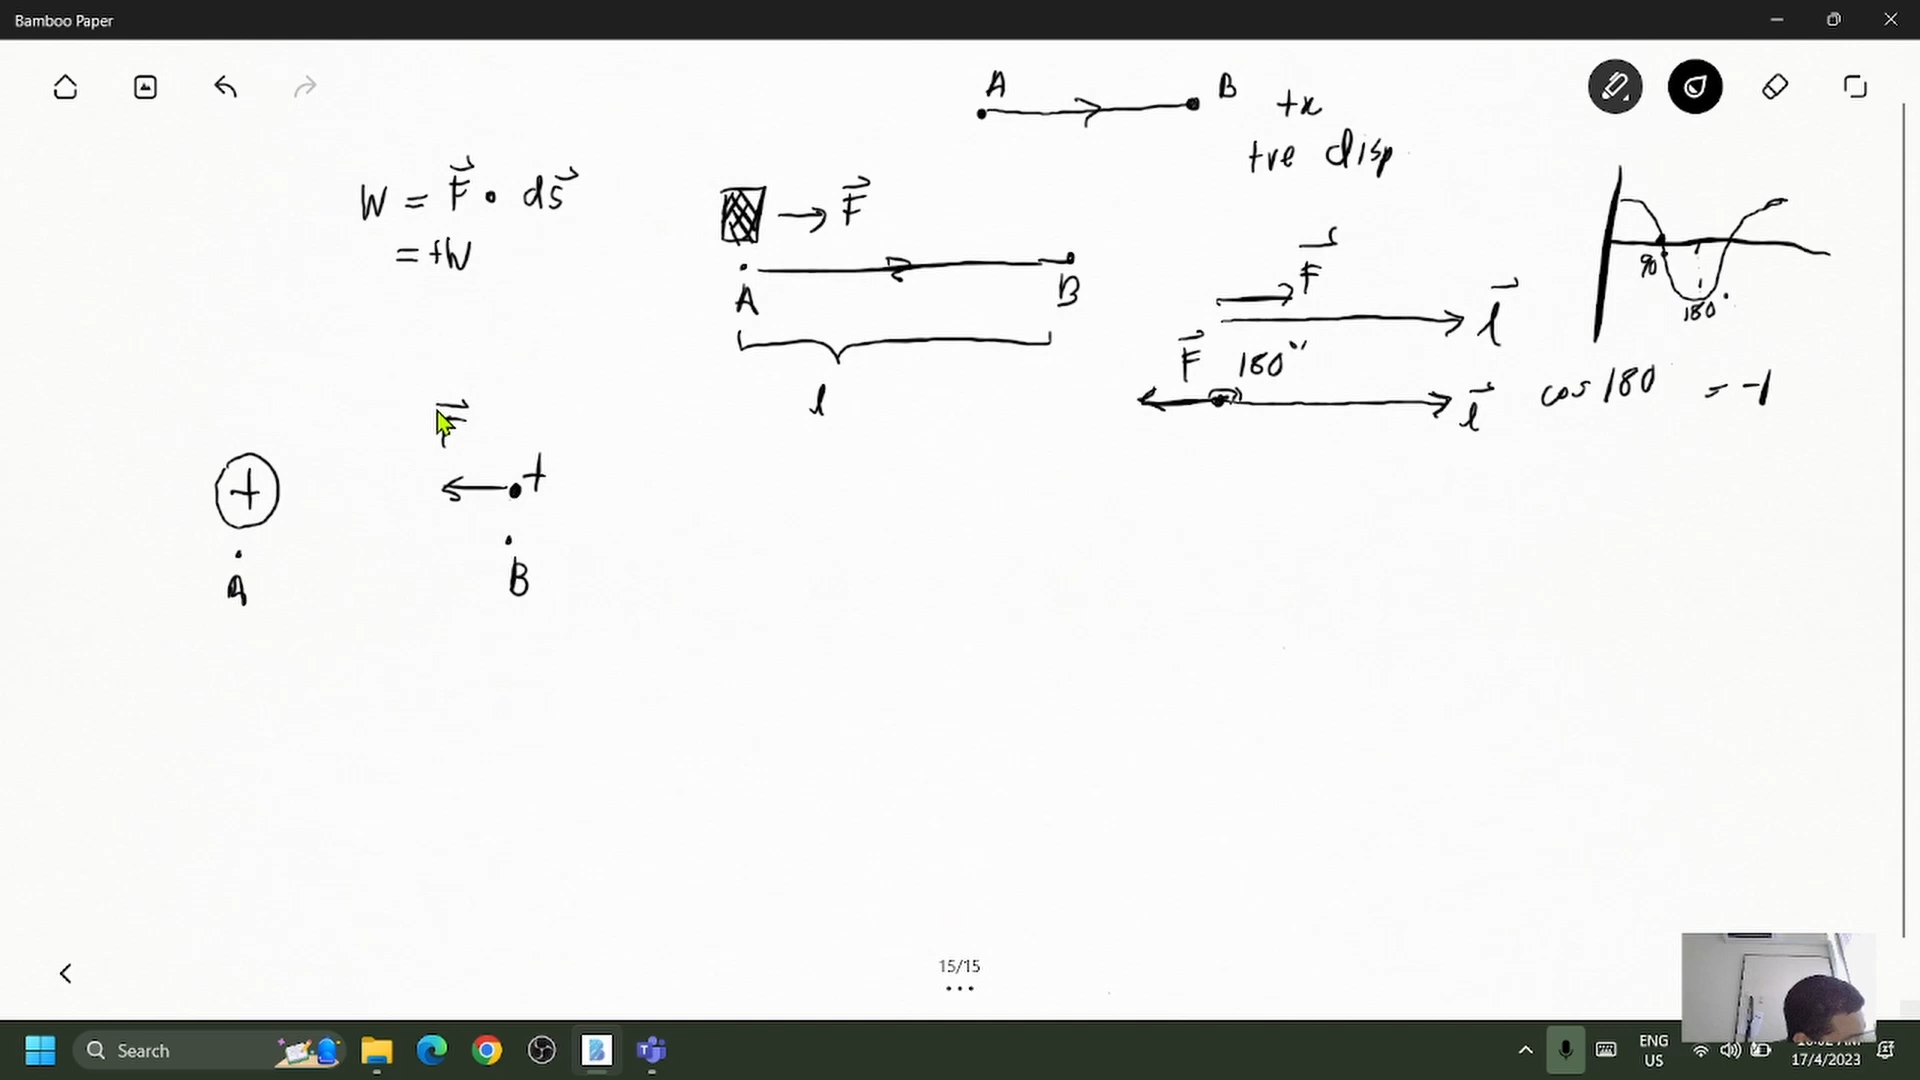 Bamboo Paper
A B +x
+ve disp
W = F⃗ • ds⃗
= +W
F⃗
A B
l
F⃗
l⃗
90
180°
F⃗ 180°
l⃗
cos 180 = -1
F⃗
+
+
A
B
15/15
Search
ENG
US
17/4/2023